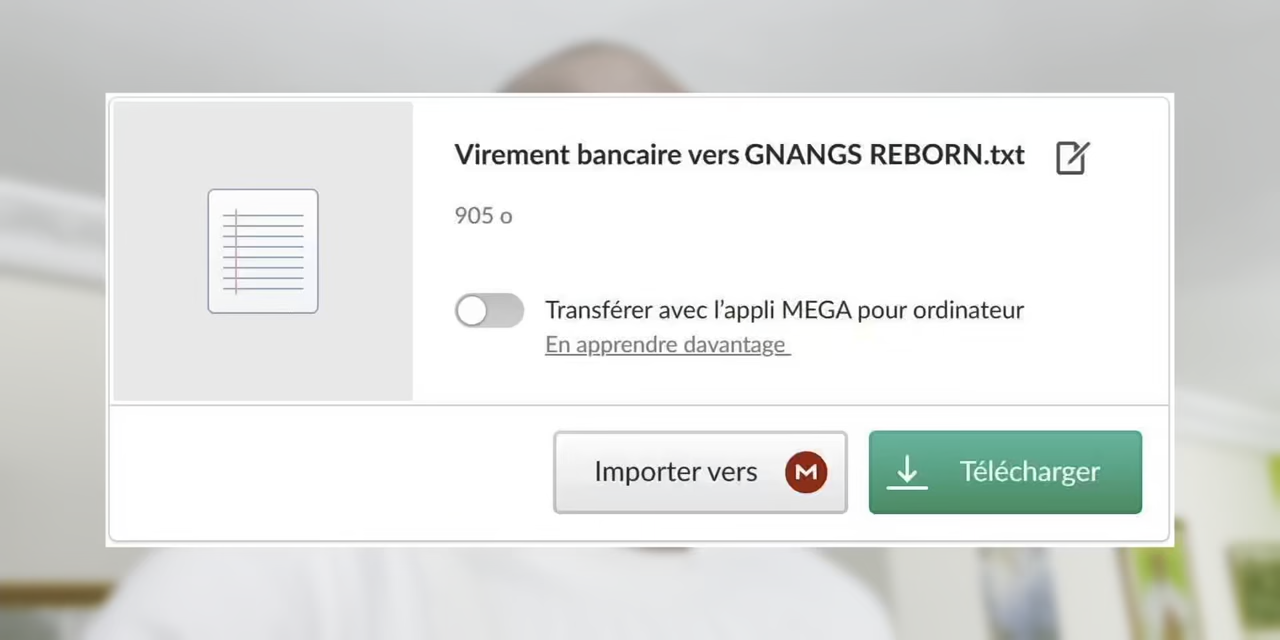 Virement bancaire vers GNANGS REBORN.txt
905 o
Transférer avec l’appli MEGA pour ordinateur
En apprendre davantage
Importer vers M
Télécharger